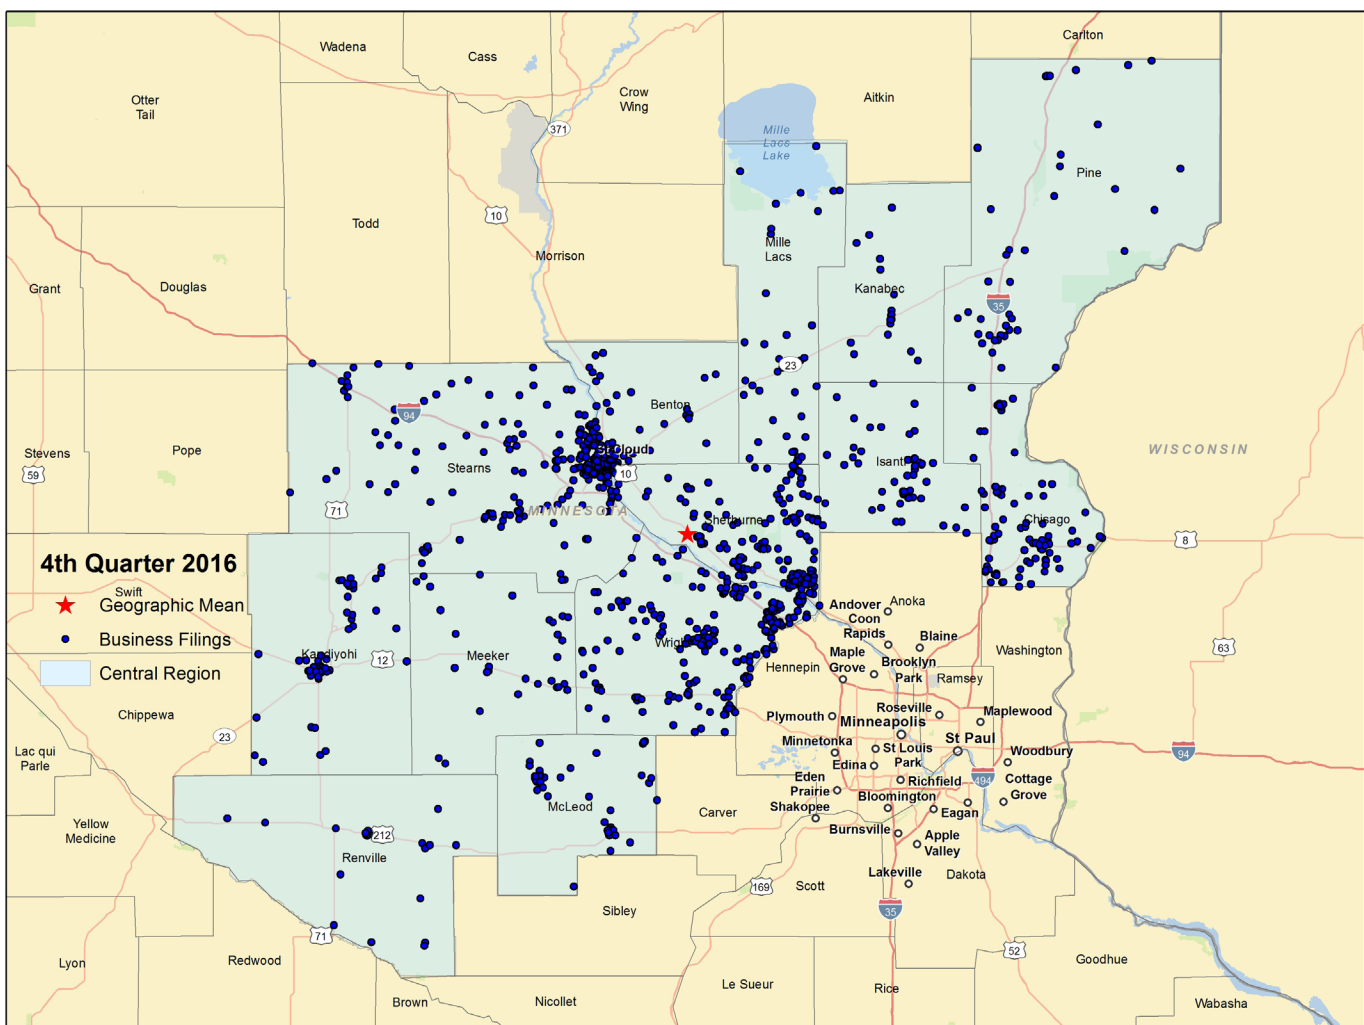 Carlton
Wadena
Cass
Crow
Wing
Aitkin
Otter
Tail
371
Mille
Lacs
Lake
Pine
10
Todd
Mille
Lacs
Morrison
Grant
Douglas
Kanabec
35
23
94
Benton
Stevens
Pope
59
Stearns
St Cloud
10
Isanti
WISCONSIN
71
MINNESOTA
Sherburne
Chisago
8
4th Quarter 2016
Swift
Geographic Mean
Business Filings
Central Region
Anoka
Andover
Coon
Rapids
Blaine
Wright
Kandiyohi
12
Meeker
Hennepin
Maple
Grove
Brooklyn
Park
Washington
63
Ramsey
Chippewa
23
Plymouth
Roseville
Minneapolis
Maplewood
Lac qui
Parle
Minnetonka
St Louis
Park
St Paul
Woodbury
94
Edina
Eden
Prairie
Richfield
494
Cottage
Grove
Shakopee
Bloomington
Eagan
McLeod
Carver
Yellow
Medicine
212
Renville
Burnsville
Apple
Valley
Lakeville
Dakota
169
Scott
Sibley
35
71
52
Lyon
Redwood
Goodhue
Le Sueur
Rice
Brown
Nicollet
Wabasha